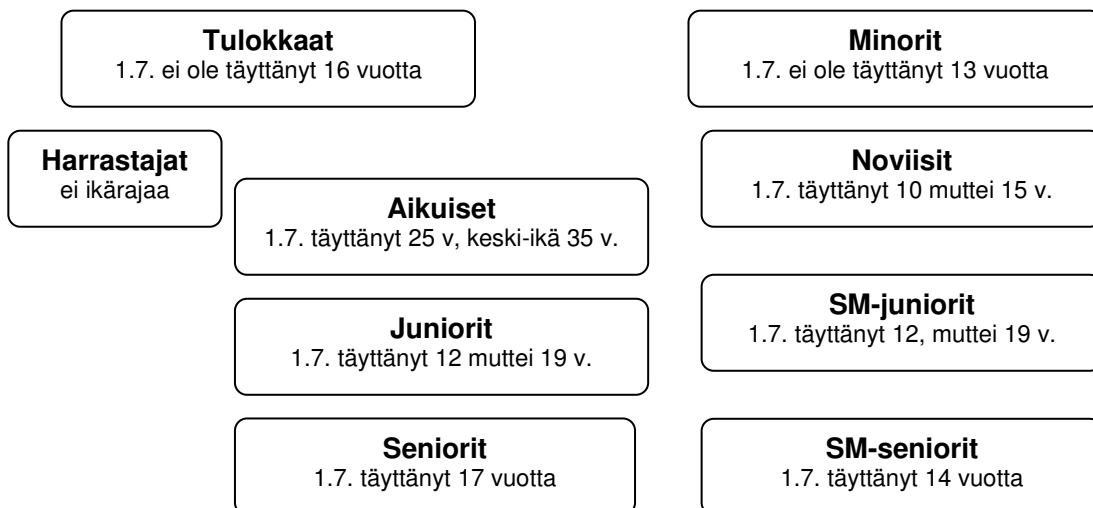 Tulokkaat
1.7. ei ole täyttänyt 16 vuotta
Minorit
1.7. ei ole täyttänyt 13 vuotta
Harrastajat
ei ikärajaa
Noviisit
1.7. täyttänyt 10 muttei 15 v.
Aikuiset
1.7. täyttänyt 25 v, keski-ikä 35 v.
SM-juniorit
1.7. täyttänyt 12, muttei 19 v.
Juniorit
1.7. täyttänyt 12 muttei 19 v.
Seniorit
1.7. täyttänyt 17 vuotta
SM-seniorit
1.7. täyttänyt 14 vuotta